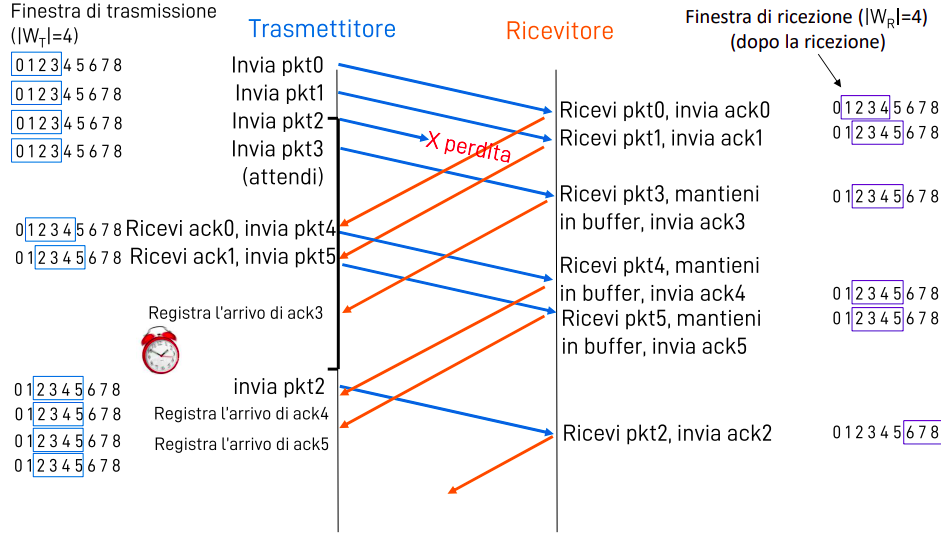 Finestra di trasmissione
(|W_T|=4)
Trasmettitore
Ricevitore
Finestra di ricezione (|W_R|=4)
(dopo la ricezione)
0 1 2 3 4 5 6 7 8 Invia pkt0
0 1 2 3 4 5 6 7 8 Invia pkt1
0 1 2 3 4 5 6 7 8 Invia pkt2
0 1 2 3 4 5 6 7 8 Invia pkt3
(attendi)
X perdita
Ricevi pkt0, invia ack0 0 1 2 3 4 5 6 7 8
Ricevi pkt1, invia ack1 0 1 2 3 4 5 6 7 8
Ricevi pkt3, mantieni 0 1 2 3 4 5 6 7 8
in buffer, invia ack3
0 1 2 3 4 5 6 7 8 Ricevi ack0, invia pkt4
0 1 2 3 4 5 6 7 8 Ricevi ack1, invia pkt5
Ricevi pkt4, mantieni
in buffer, invia ack4 0 1 2 3 4 5 6 7 8
Ricevi pkt5, mantieni 0 1 2 3 4 5 6 7 8
in buffer, invia ack5
Registra l'arrivo di ack3
0 1 2 3 4 5 6 7 8 invia pkt2
0 1 2 3 4 5 6 7 8 Registra l'arrivo di ack4
0 1 2 3 4 5 6 7 8 Registra l'arrivo di ack5
0 1 2 3 4 5 6 7 8
Ricevi pkt2, invia ack2 0 1 2 3 4 5 6 7 8